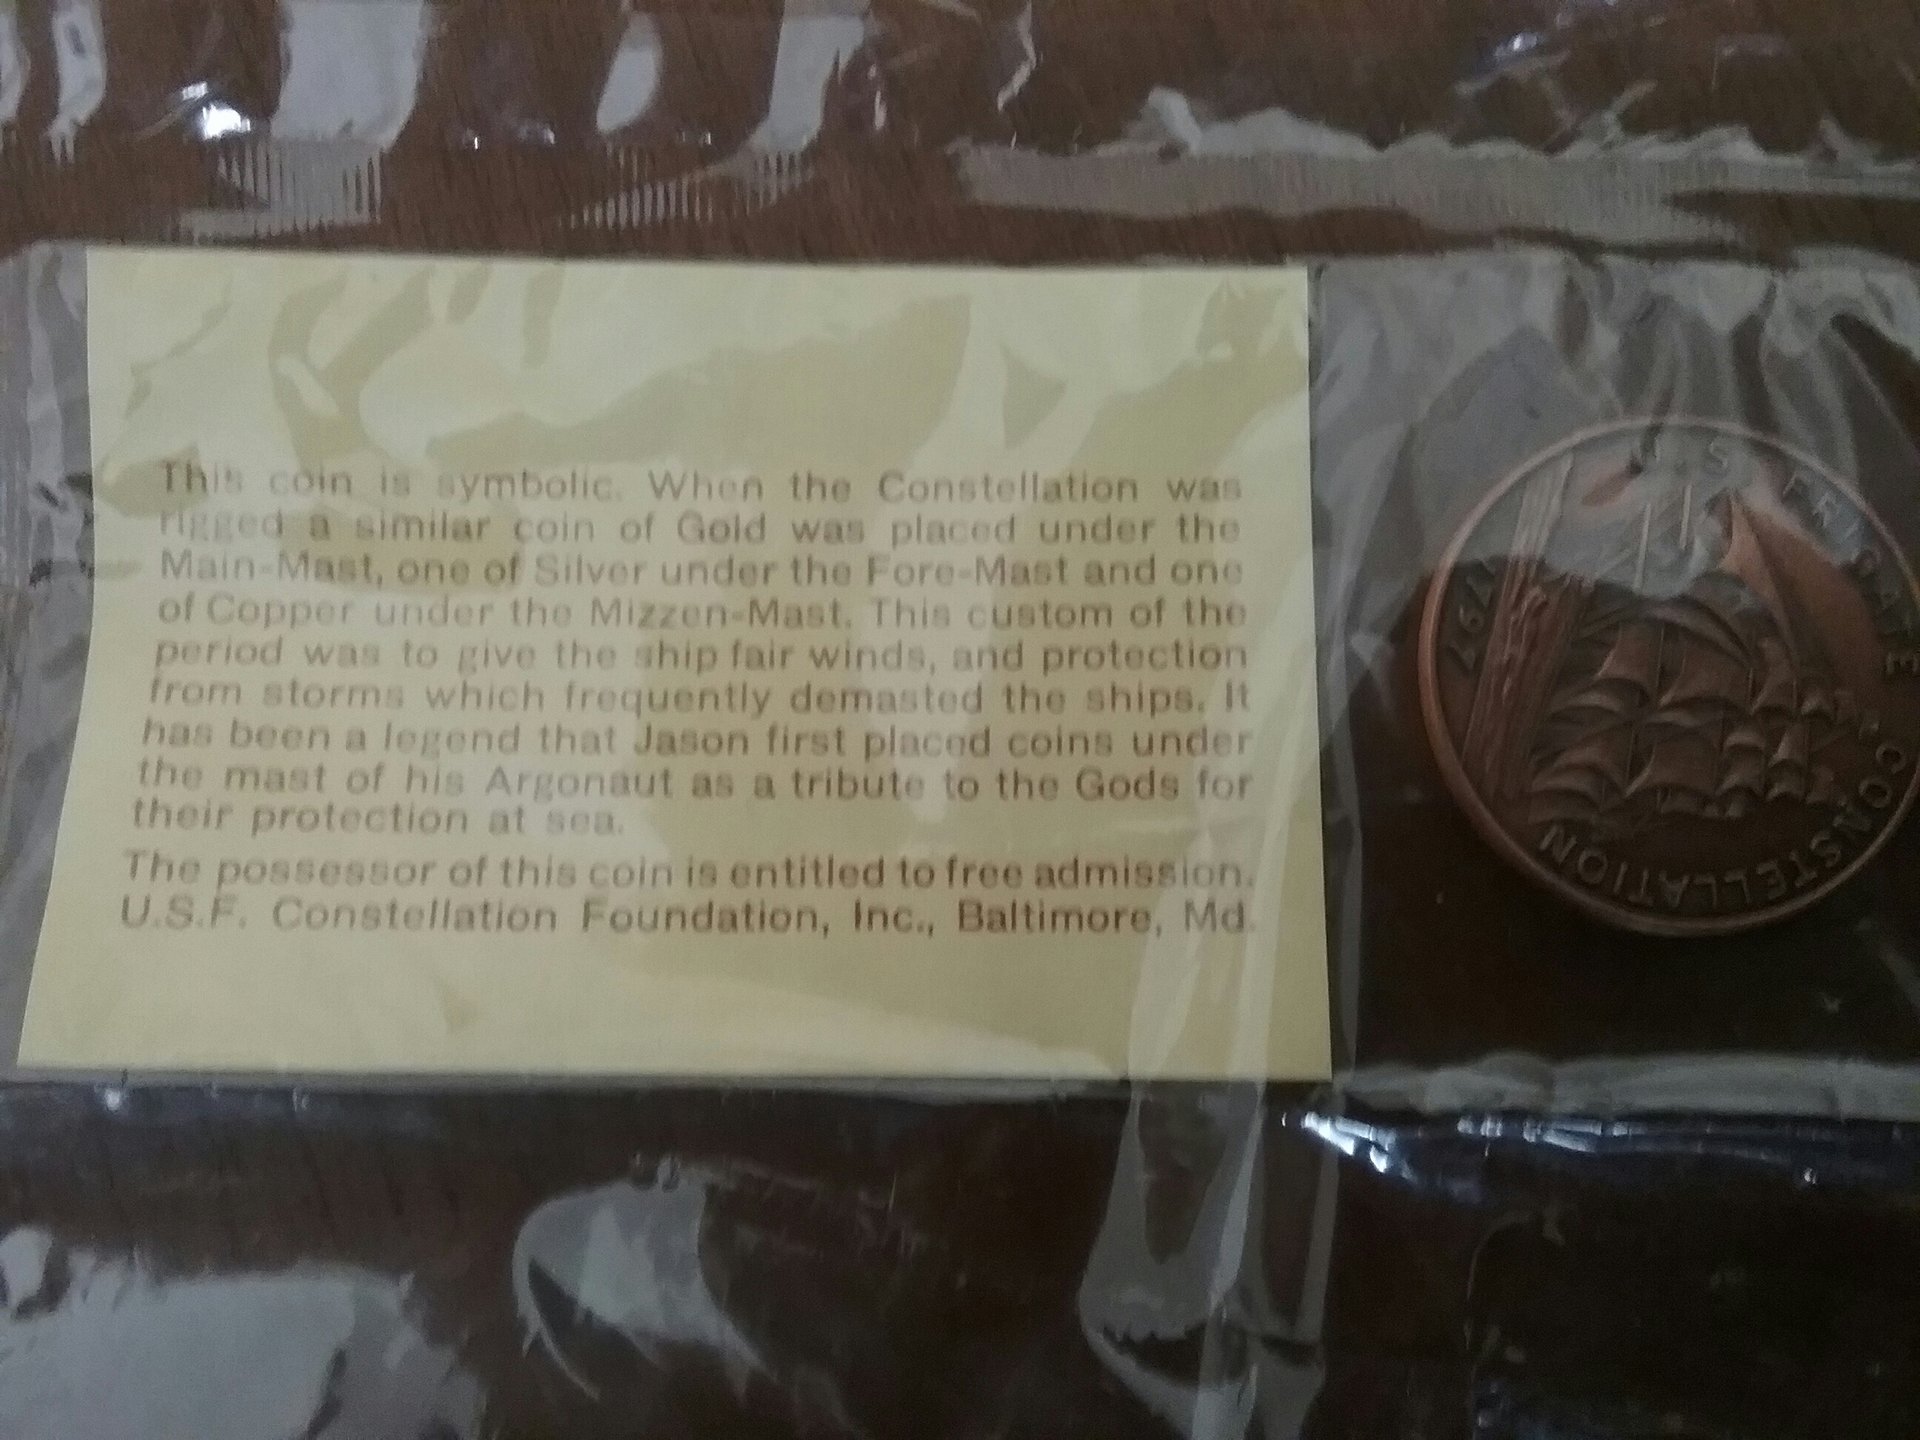 This coin is symbolic. When the Constellation was
rigged a similar coin of Gold was placed under the
Main-Mast, one of Silver under the Fore-Mast and one
of Copper under the Mizzen-Mast. This custom of the
period was to give the ship fair winds, and protection
from storms which frequently demasted the ships. It
has been a legend that Jason first placed coins under
the mast of his Argonaut as a tribute to the Gods for
their protection at sea.
The possessor of this coin is entitled to free admission.
U.S.F. Constellation Foundation, Inc., Baltimore, Md.
1797
FRIGATE
CONSTELLATION